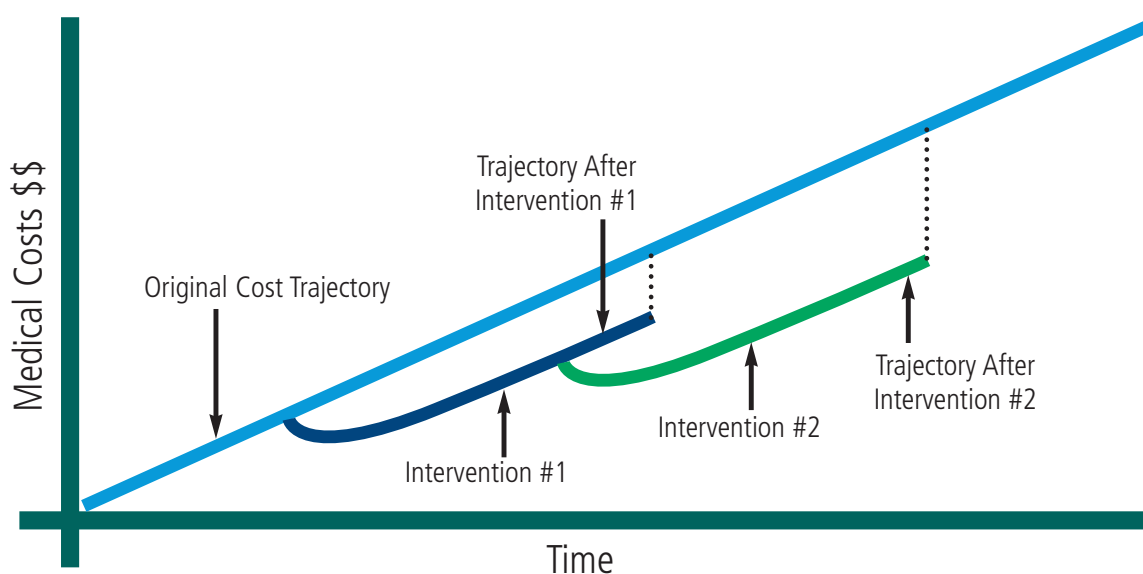 Medical Costs $$
Trajectory After
Intervention #1
Original Cost Trajectory
Intervention #1
Intervention #2
Trajectory After
Intervention #2
Time